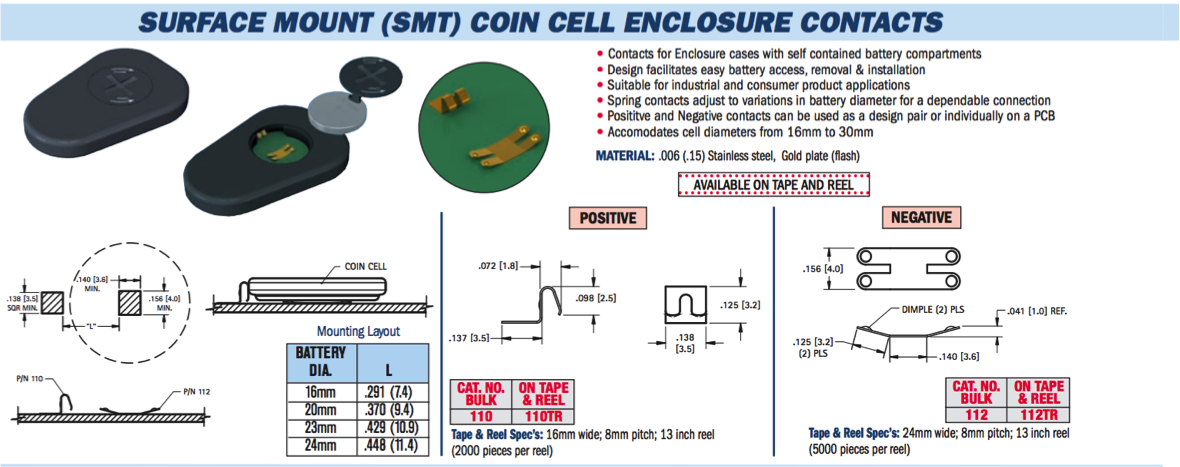 SURFACE MOUNT (SMT) COIN CELL ENCLOSURE CONTACTS
• Contacts for Enclosure cases with self contained battery compartments
• Design facilitates easy battery access, removal & installation
• Suitable for industrial and consumer product applications
• Spring contacts adjust to variations in battery diameter for a dependable connection
• Posititve and Negative contacts can be used as a design pair or individually on a PCB
• Accomodates cell diameters from 16mm to 30mm
MATERIAL: .006 (.15) Stainless steel, Gold plate (flash)
AVAILABLE ON TAPE AND REEL
.138 [3.5]
SQR MIN.
.140 [3.6]
MIN.
.156 [4.0]
MIN.
"L"
COIN CELL
P/N 110
P/N 112
Mounting Layout
BATTERY DIA. L
16mm .291 (7.4)
20mm .370 (9.4)
23mm .429 (10.9)
24mm .448 (11.4)
POSITIVE
.072 [1.8]
.098 [2.5]
.137 [3.5]
.125 [3.2]
.138
[3.5]
CAT. NO. ON TAPE
BULK & REEL
110 110TR
Tape & Reel Spec's: 16mm wide; 8mm pitch; 13 inch reel
(2000 pieces per reel)
NEGATIVE
.156 [4.0]
DIMPLE (2) PLS
.041 [1.0] REF.
.125 [3.2]
(2) PLS
.140 [3.6]
CAT. NO. ON TAPE
BULK & REEL
112 112TR
Tape & Reel Spec's: 24mm wide; 8mm pitch; 13 inch reel
(5000 pieces per reel)